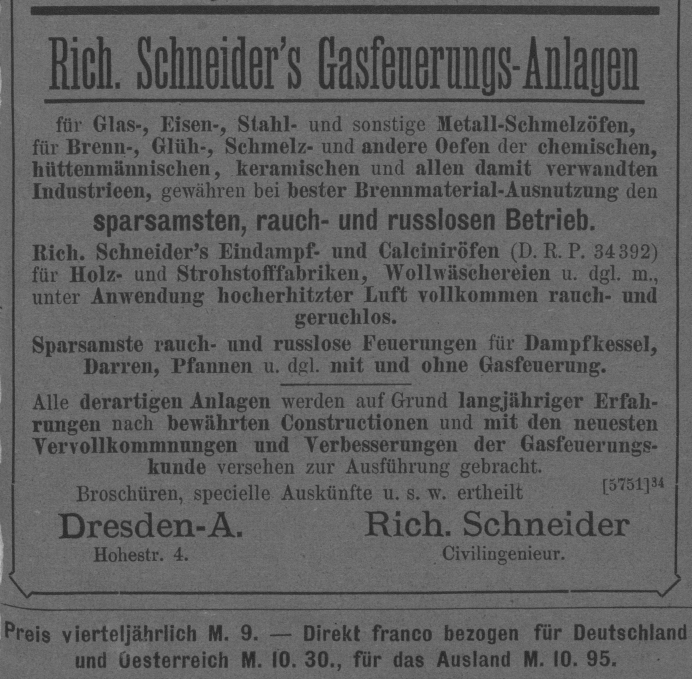 Rich. Schneider's Gasfeuerungs-Anlagen
für Glas-, Eisen-, Stahl- und sonstige Metall-Schmelzöfen,
für Brenn-, Glüh-, Schmelz- und andere Oefen der chemischen,
hüttenmännischen, keramischen und allen damit verwandten
Industrieen, gewähren bei bester Brennmaterial-Ausnutzung den
sparsamsten, rauch- und russlosen Betrieb.
Rich. Schneider's Eindampf- und Calciniröfen (D. R. P. 34392)
für Holz- und Strohstofffabriken, Wollwäschereien u. dgl. m.,
unter Anwendung hocherhitzter Luft vollkommen rauch- und
geruchlos.
Sparsamste rauch- und russlose Feuerungen für Dampfkessel,
Darren, Pfannen u. dgl. mit und ohne Gasfeuerung.
Alle derartigen Anlagen werden auf Grund langjähriger Erfah-
rungen nach bewährten Constructionen und mit den neuesten
Vervollkommnungen und Verbesserungen der Gasfeuerungs-
kunde versehen zur Ausführung gebracht.
Broschüren, specielle Auskünfte u. s. w. ertheilt [5751]34
Dresden-A. Rich. Schneider
Hohestr. 4. Civilingenieur.
Preis vierteljährlich M. 9. — Direkt franco bezogen für Deutschland
und Oesterreich M. 10. 30., für das Ausland M. 10. 95.